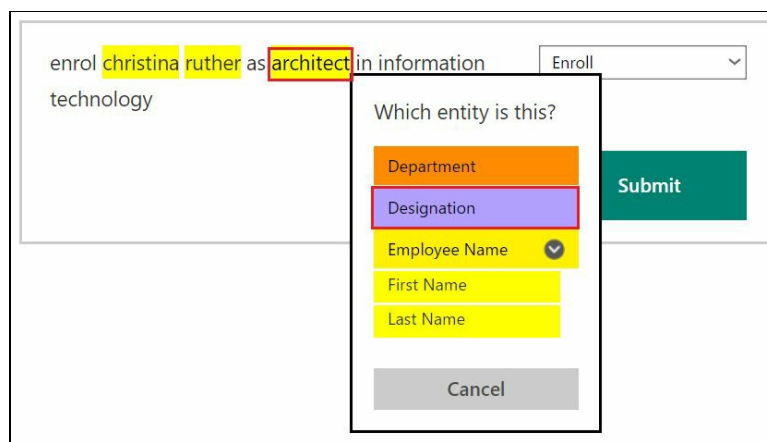 enrol christina ruther as architect in information
technology
Enroll
Submit
Which entity is this?
Department
Designation
Employee Name
First Name
Last Name
Cancel